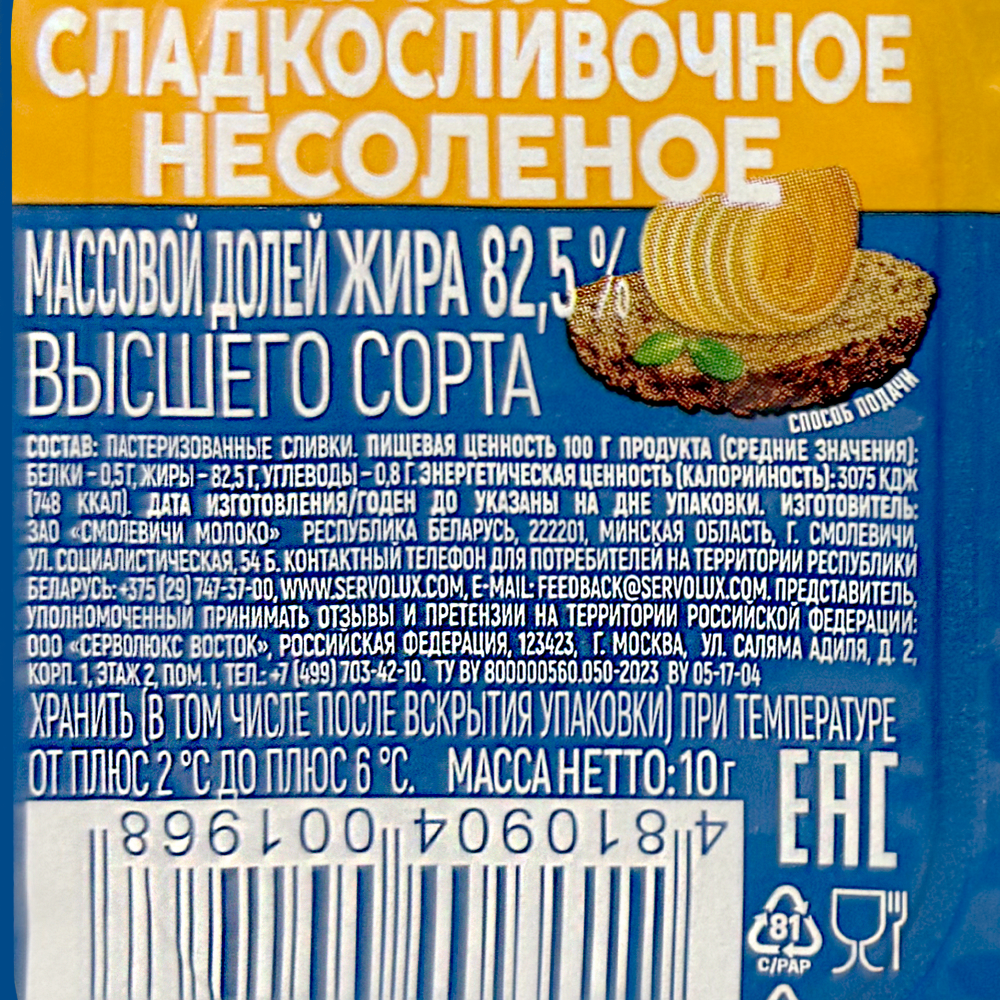 СЛАДКОСЛИВОЧНОЕ
НЕСОЛЕНОЕ
МАССОВОЙ ДОЛЕЙ ЖИРА 82,5 %
ВЫСШЕГО СОРТА
СПОСОБ ПОДАЧИ
СОСТАВ: ПАСТЕРИЗОВАННЫЕ СЛИВКИ. ПИЩЕВАЯ ЦЕННОСТЬ 100 Г ПРОДУКТА (СРЕДНИЕ ЗНАЧЕНИЯ):
БЕЛКИ – 0,5 Г, ЖИРЫ – 82,5 Г, УГЛЕВОДЫ – 0,8 Г. ЭНЕРГЕТИЧЕСКАЯ ЦЕННОСТЬ (КАЛОРИЙНОСТЬ): 3075 КДЖ
(748 ККАЛ). ДАТА ИЗГОТОВЛЕНИЯ/ГОДЕН ДО УКАЗАНЫ НА ДНЕ УПАКОВКИ. ИЗГОТОВИТЕЛЬ:
ЗАО «СМОЛЕВИЧИ МОЛОКО» РЕСПУБЛИКА БЕЛАРУСЬ, 222201, МИНСКАЯ ОБЛАСТЬ, Г. СМОЛЕВИЧИ,
УЛ. СОЦИАЛИСТИЧЕСКАЯ, 54 Б. КОНТАКТНЫЙ ТЕЛЕФОН ДЛЯ ПОТРЕБИТЕЛЕЙ НА ТЕРРИТОРИИ РЕСПУБЛИКИ
БЕЛАРУСЬ: +375 (29) 747-37-00, WWW.SERVOLUX.COM, E-MAIL: FEEDBACK@SERVOLUX.COM. ПРЕДСТАВИТЕЛЬ,
УПОЛНОМОЧЕННЫЙ ПРИНИМАТЬ ОТЗЫВЫ И ПРЕТЕНЗИИ НА ТЕРРИТОРИИ РОССИЙСКОЙ ФЕДЕРАЦИИ:
ООО «СЕРВОЛЮКС ВОСТОК», РОССИЙСКАЯ ФЕДЕРАЦИЯ, 123423, Г. МОСКВА, УЛ. САЛЯМА АДИЛЯ, Д. 2,
КОРП. 1, ЭТАЖ 2, ПОМ. I, ТЕЛ.: +7 (499) 703-42-10. ТУ BY 800000560.050-2023 BY 05-17-04
ХРАНИТЬ (В ТОМ ЧИСЛЕ ПОСЛЕ ВСКРЫТИЯ УПАКОВКИ) ПРИ ТЕМПЕРАТУРЕ
ОТ ПЛЮС 2 °С ДО ПЛЮС 6 °С. МАССА НЕТТО: 10 г
ЕАС
4 810904 001968
81
C/PAP